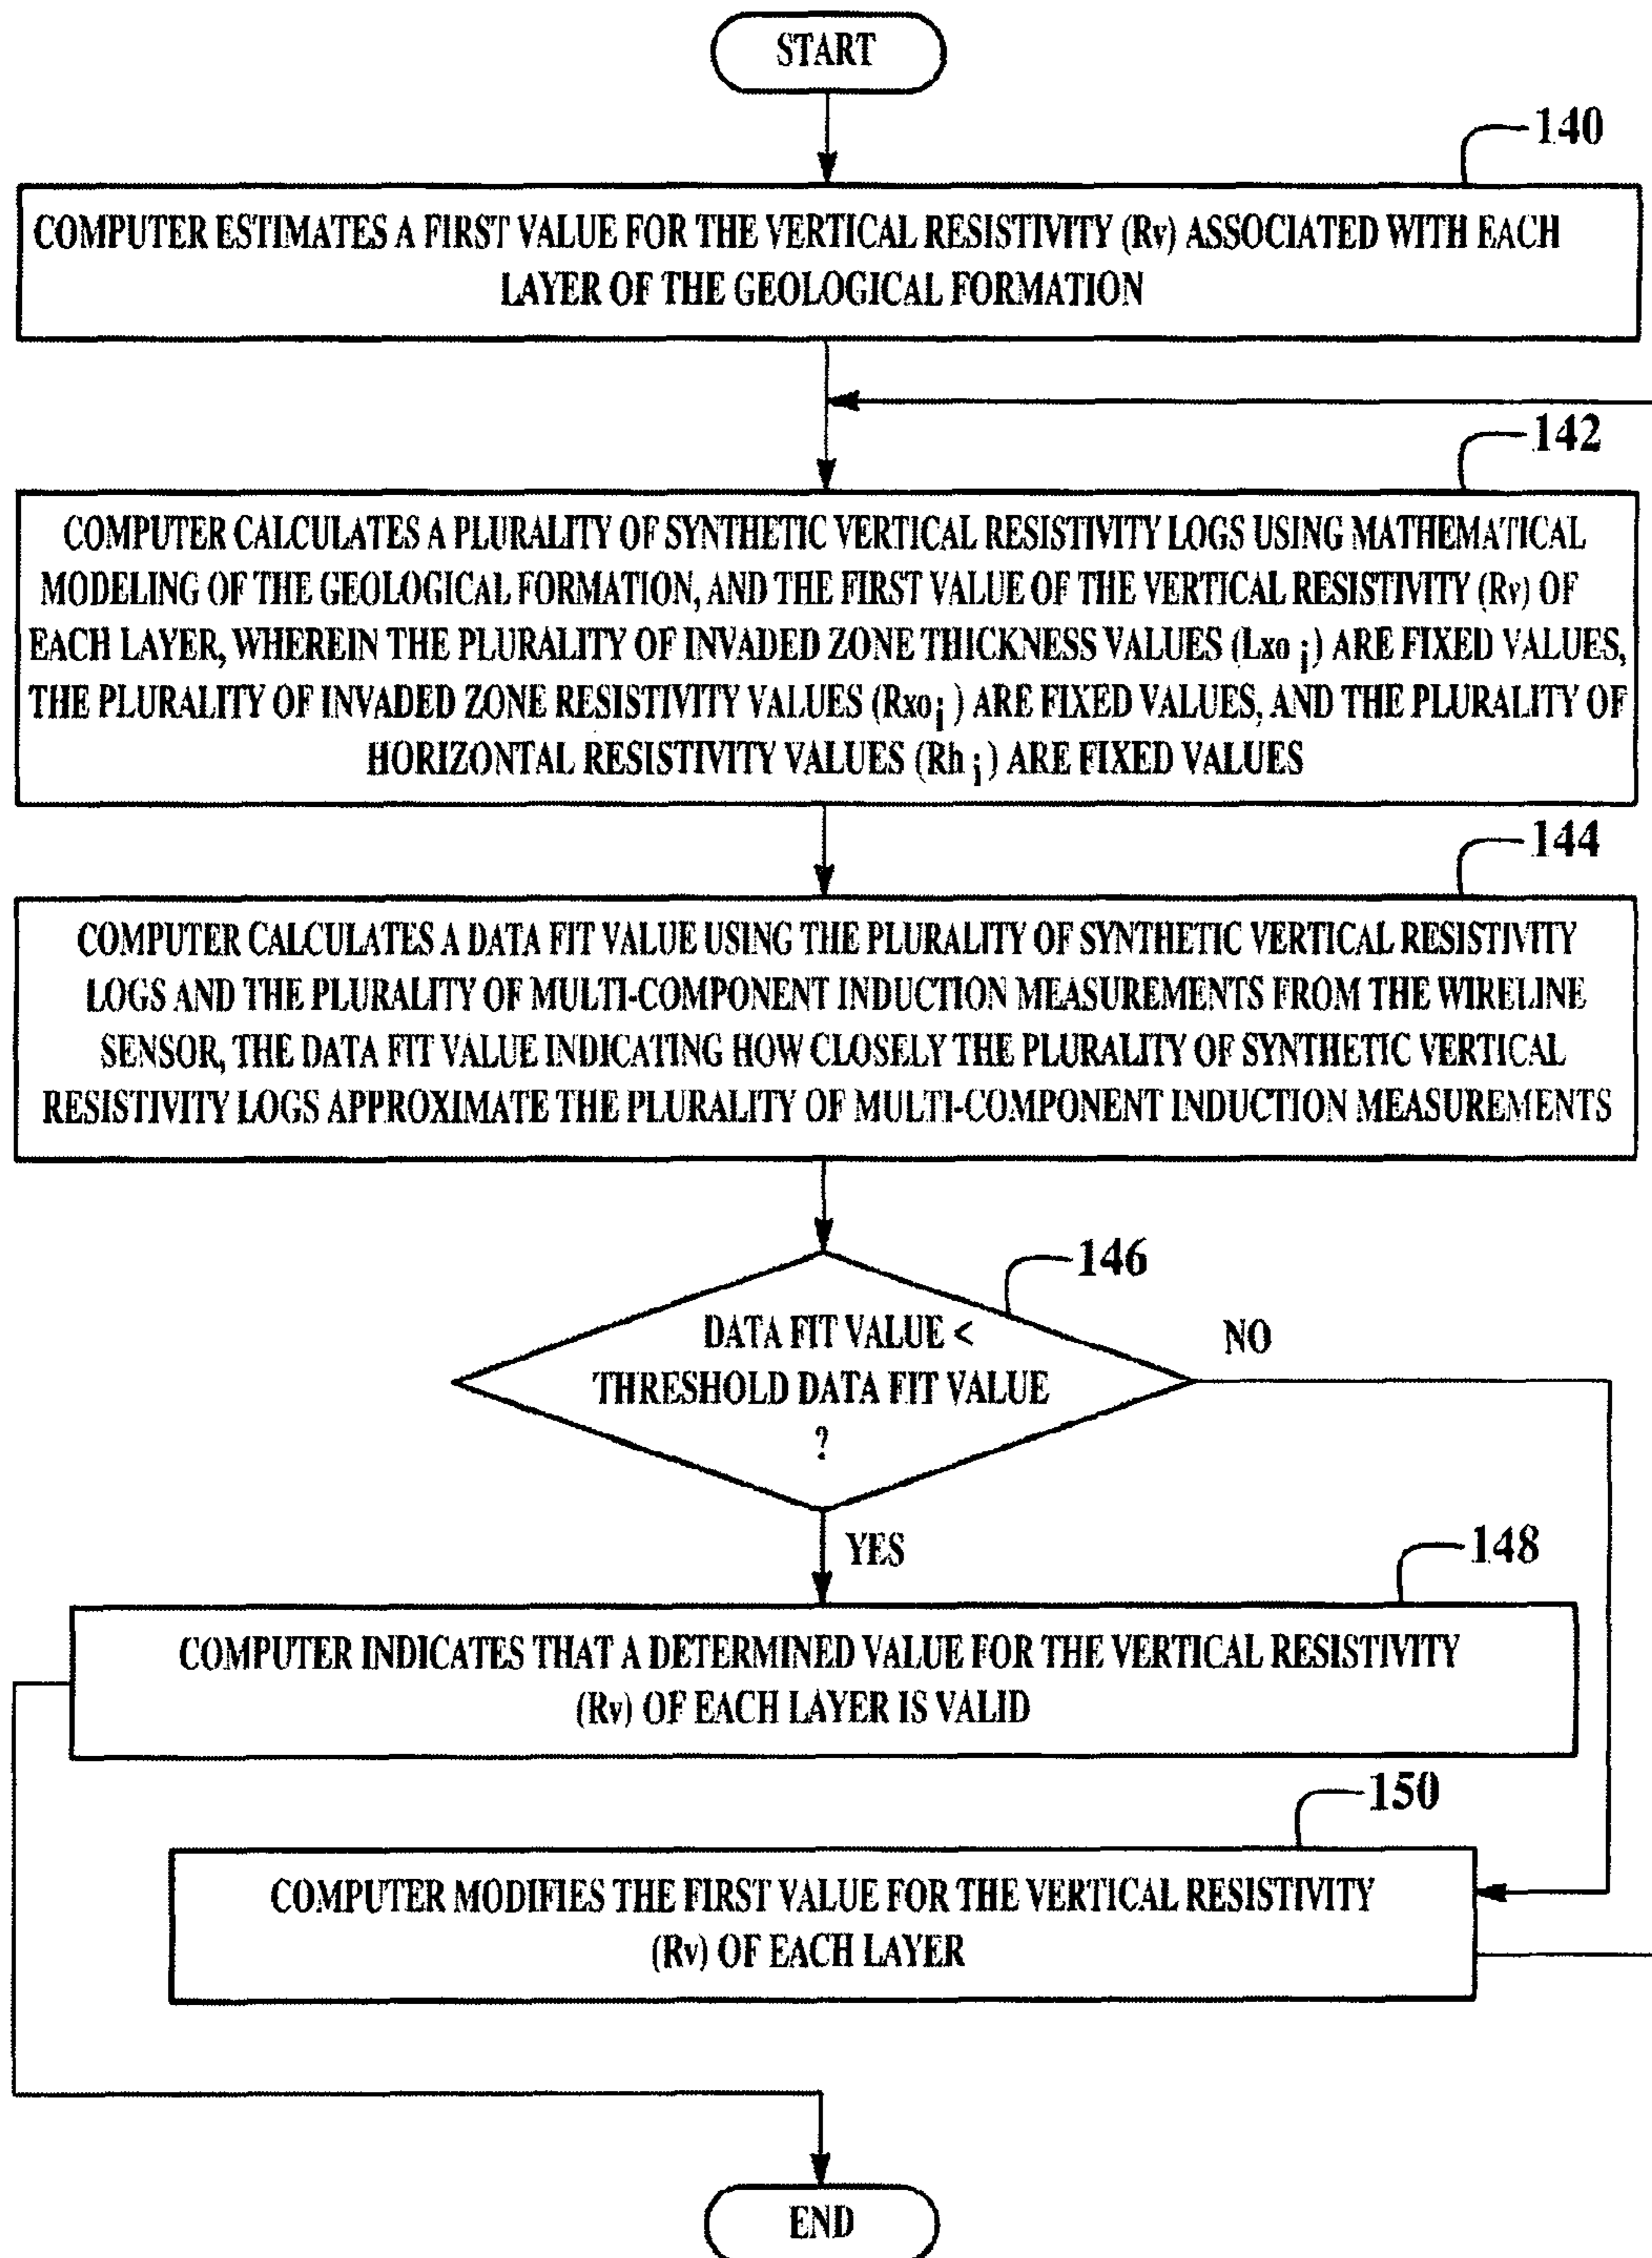 START
140
COMPUTER ESTIMATES A FIRST VALUE FOR THE VERTICAL RESISTIVITY (Rv) ASSOCIATED WITH EACH
LAYER OF THE GEOLOGICAL FORMATION
142
COMPUTER CALCULATES A PLURALITY OF SYNTHETIC VERTICAL RESISTIVITY LOGS USING MATHEMATICAL
MODELING OF THE GEOLOGICAL FORMATION, AND THE FIRST VALUE OF THE VERTICAL RESISTIVITY (Rv) OF
EACH LAYER, WHEREIN THE PLURALITY OF INVADED ZONE THICKNESS VALUES (Lxo i) ARE FIXED VALUES,
THE PLURALITY OF INVADED ZONE RESISTIVITY VALUES (Rxo i) ARE FIXED VALUES, AND THE PLURALITY OF
HORIZONTAL RESISTIVITY VALUES (Rh i) ARE FIXED VALUES
144
COMPUTER CALCULATES A DATA FIT VALUE USING THE PLURALITY OF SYNTHETIC VERTICAL RESISTIVITY
LOGS AND THE PLURALITY OF MULTI-COMPONENT INDUCTION MEASUREMENTS FROM THE WIRELINE
SENSOR, THE DATA FIT VALUE INDICATING HOW CLOSELY THE PLURALITY OF SYNTHETIC VERTICAL
RESISTIVITY LOGS APPROXIMATE THE PLURALITY OF MULTI-COMPONENT INDUCTION MEASUREMENTS
146
DATA FIT VALUE <
THRESHOLD DATA FIT VALUE
?
NO
YES
148
COMPUTER INDICATES THAT A DETERMINED VALUE FOR THE VERTICAL RESISTIVITY
(Rv) OF EACH LAYER IS VALID
150
COMPUTER MODIFIES THE FIRST VALUE FOR THE VERTICAL RESISTIVITY
(Rv) OF EACH LAYER
END